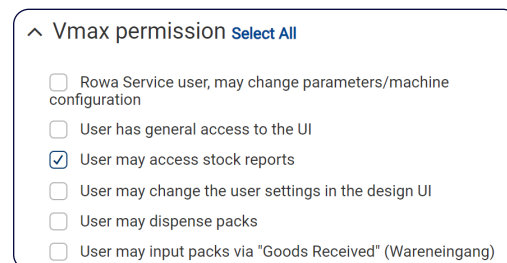 Vmax permission Select All
Rowa Service user, may change parameters/machine
configuration
User has general access to the UI
User may access stock reports
User may change the user settings in the design UI
User may dispense packs
User may input packs via "Goods Received" (Wareneingang)